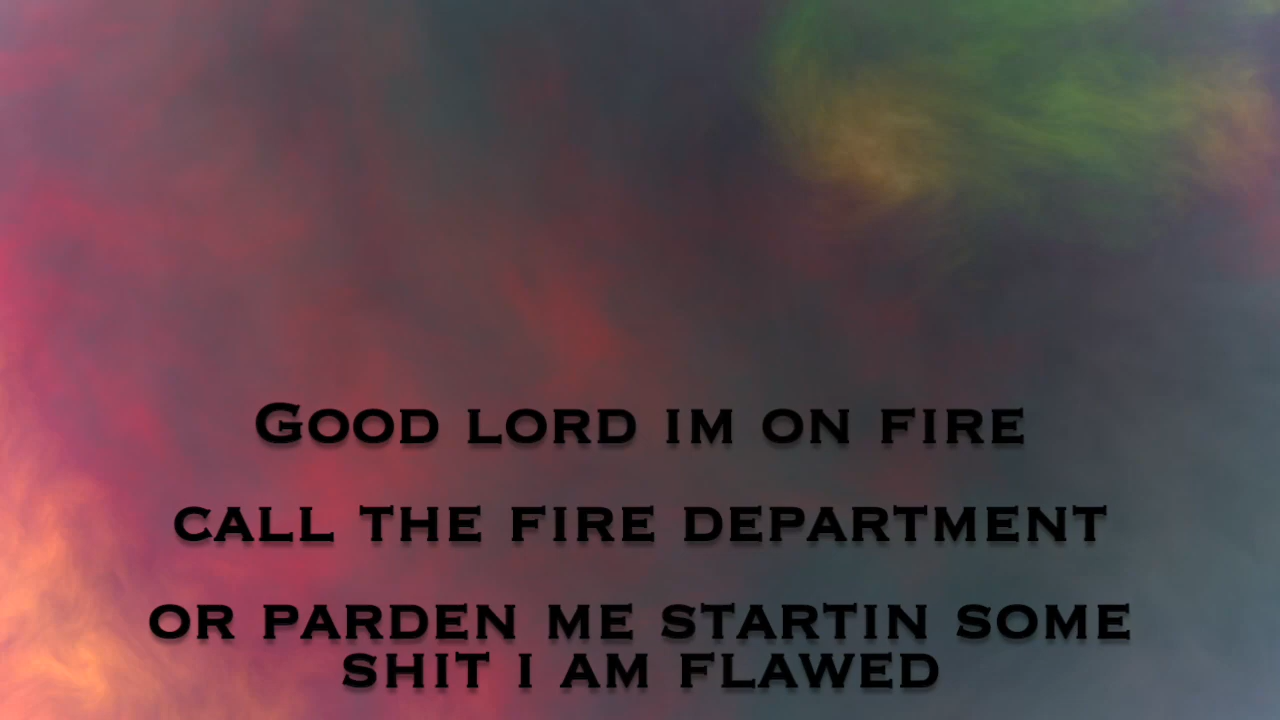 Good lord im on fire
call the fire department
or parden me startin some
shit i am flawed